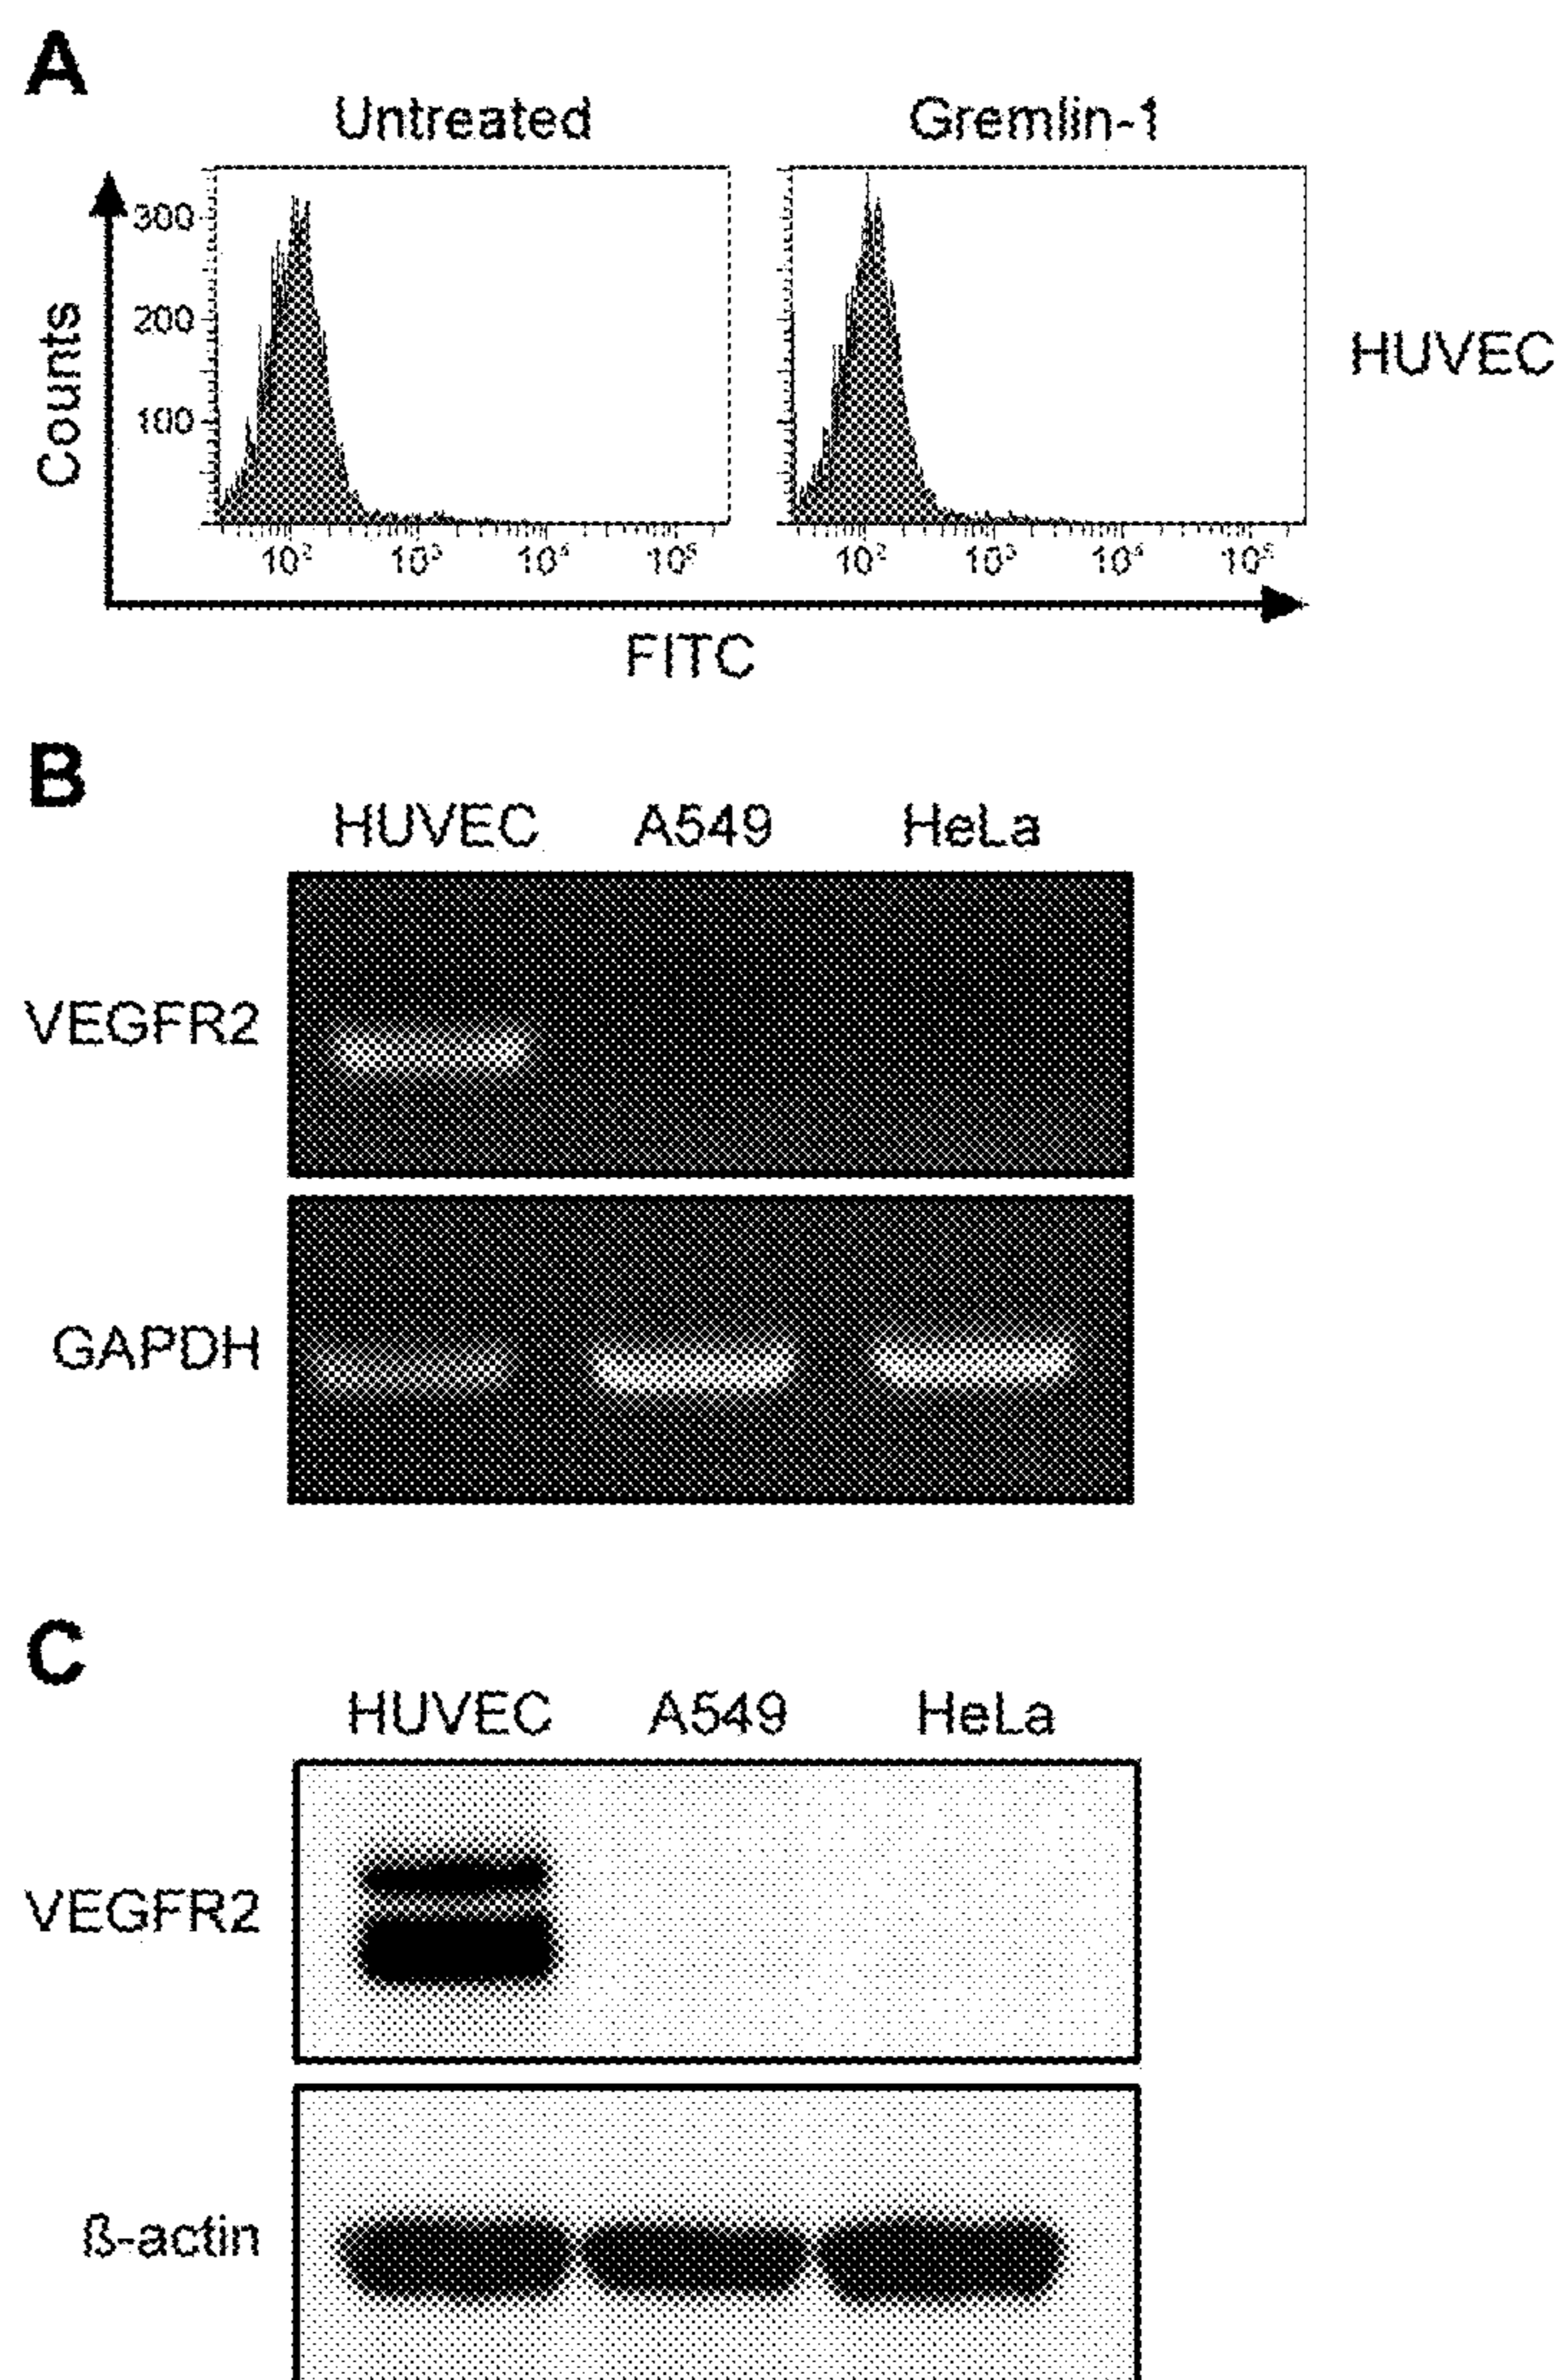 A
Untreated Gremlin-1
300
200
100
Counts
HUVEC
10² 10³ 10⁴ 10⁵ 10² 10³ 10⁴ 10⁵
FITC
B
HUVEC A549 HeLa
VEGFR2
GAPDH
C
HUVEC A549 HeLa
VEGFR2
ß-actin